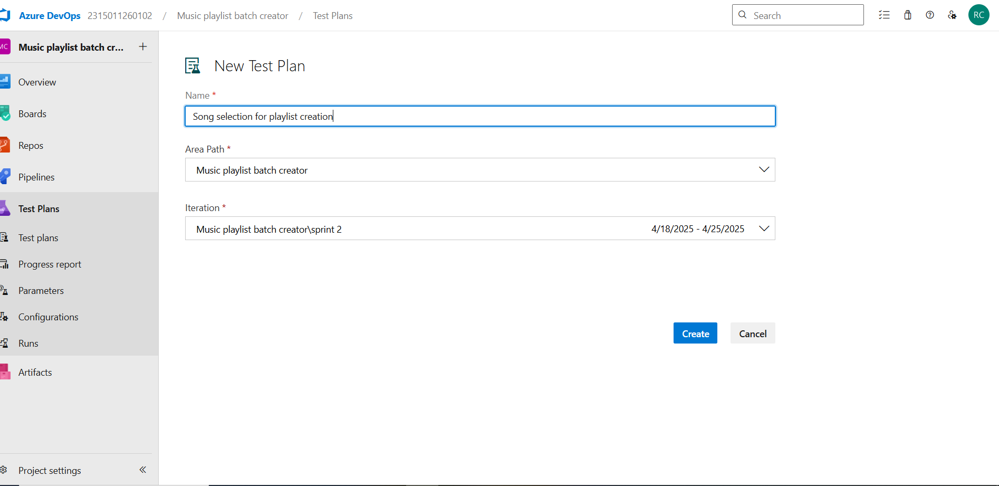 Azure DevOps 2315011260102 / Music playlist batch creator / Test Plans
Search
RC
MC Music playlist batch cr... +
Overview
Boards
Repos
Pipelines
Test Plans
Test plans
Progress report
Parameters
Configurations
Runs
Artifacts
Project settings
New Test Plan
Name *
Song selection for playlist creation
Area Path *
Music playlist batch creator
Iteration *
Music playlist batch creator\sprint 2 4/18/2025 - 4/25/2025
Create Cancel